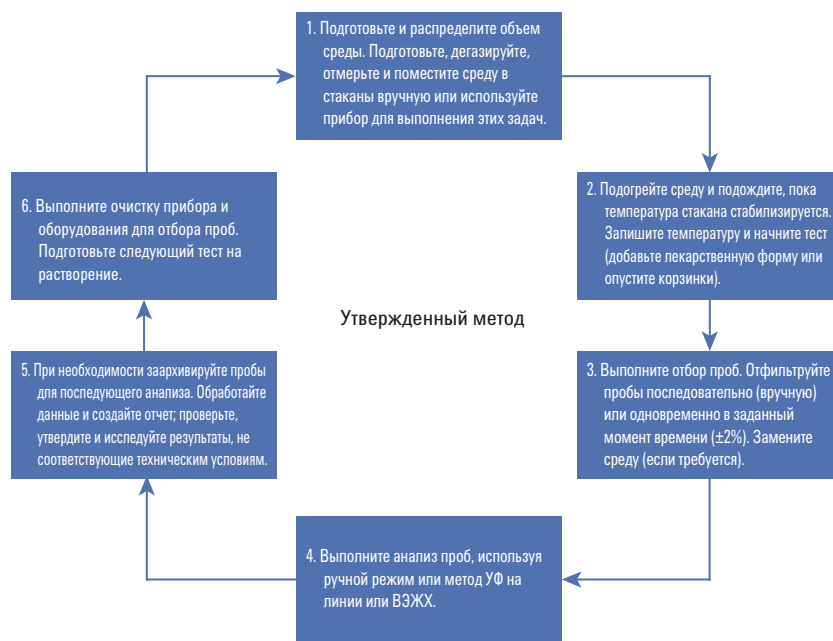 1. Подготовьте и распределите объем
среды. Подготовьте, дегазируйте,
отмерьте и поместите среду в
стаканы вручную или используйте
прибор для выполнения этих задач.
2. Подогрейте среду и подождите, пока
температура стакана стабилизируется.
Запишите температуру и начните тест
(добавьте лекарственную форму или
опустите корзинки).
3. Выполните отбор проб. Отфильтруйте
пробы последовательно (вручную)
или одновременно в заданный
момент времени (±2%). Замените
среду (если требуется).
4. Выполните анализ проб, используя
ручной режим или метод УФ на
линии или ВЭЖХ.
5. При необходимости заархивируйте пробы
для последующего анализа. Обработайте
данные и создайте отчет; проверьте,
утвердите и исследуйте результаты, не
соответствующие техническим условиям.
6. Выполните очистку прибора и
оборудования для отбора проб.
Подготовьте следующий тест на
растворение.
Утвержденный метод